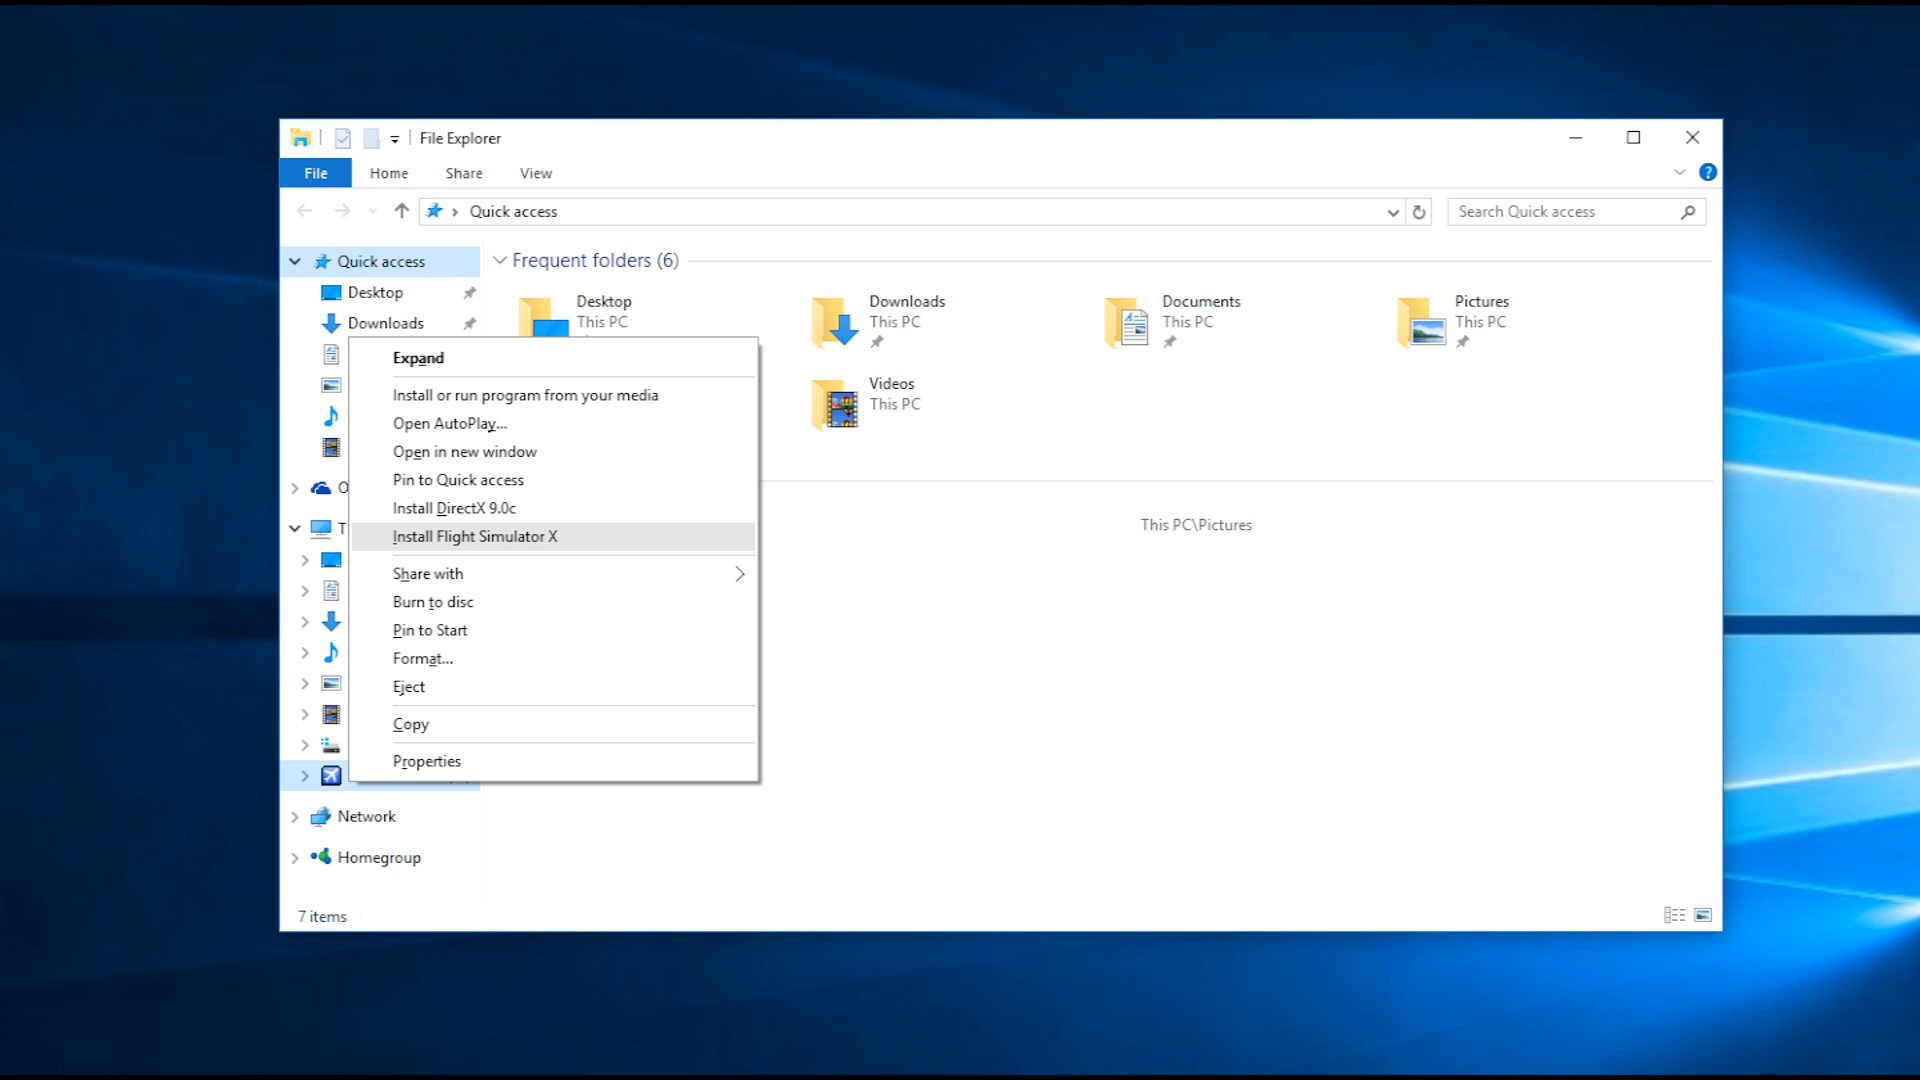 File Explorer
File Home Share View
Quick access
Search Quick access
Quick access
Desktop
Downloads
O
T
Network
Homegroup
Frequent folders (6)
Desktop
This PC
Downloads
This PC
Documents
This PC
Pictures
This PC
Videos
This PC
This PC\Pictures
Expand
Install or run program from your media
Open AutoPlay...
Open in new window
Pin to Quick access
Install DirectX 9.0c
Install Flight Simulator X
Share with
Burn to disc
Pin to Start
Format...
Eject
Copy
Properties
7 items